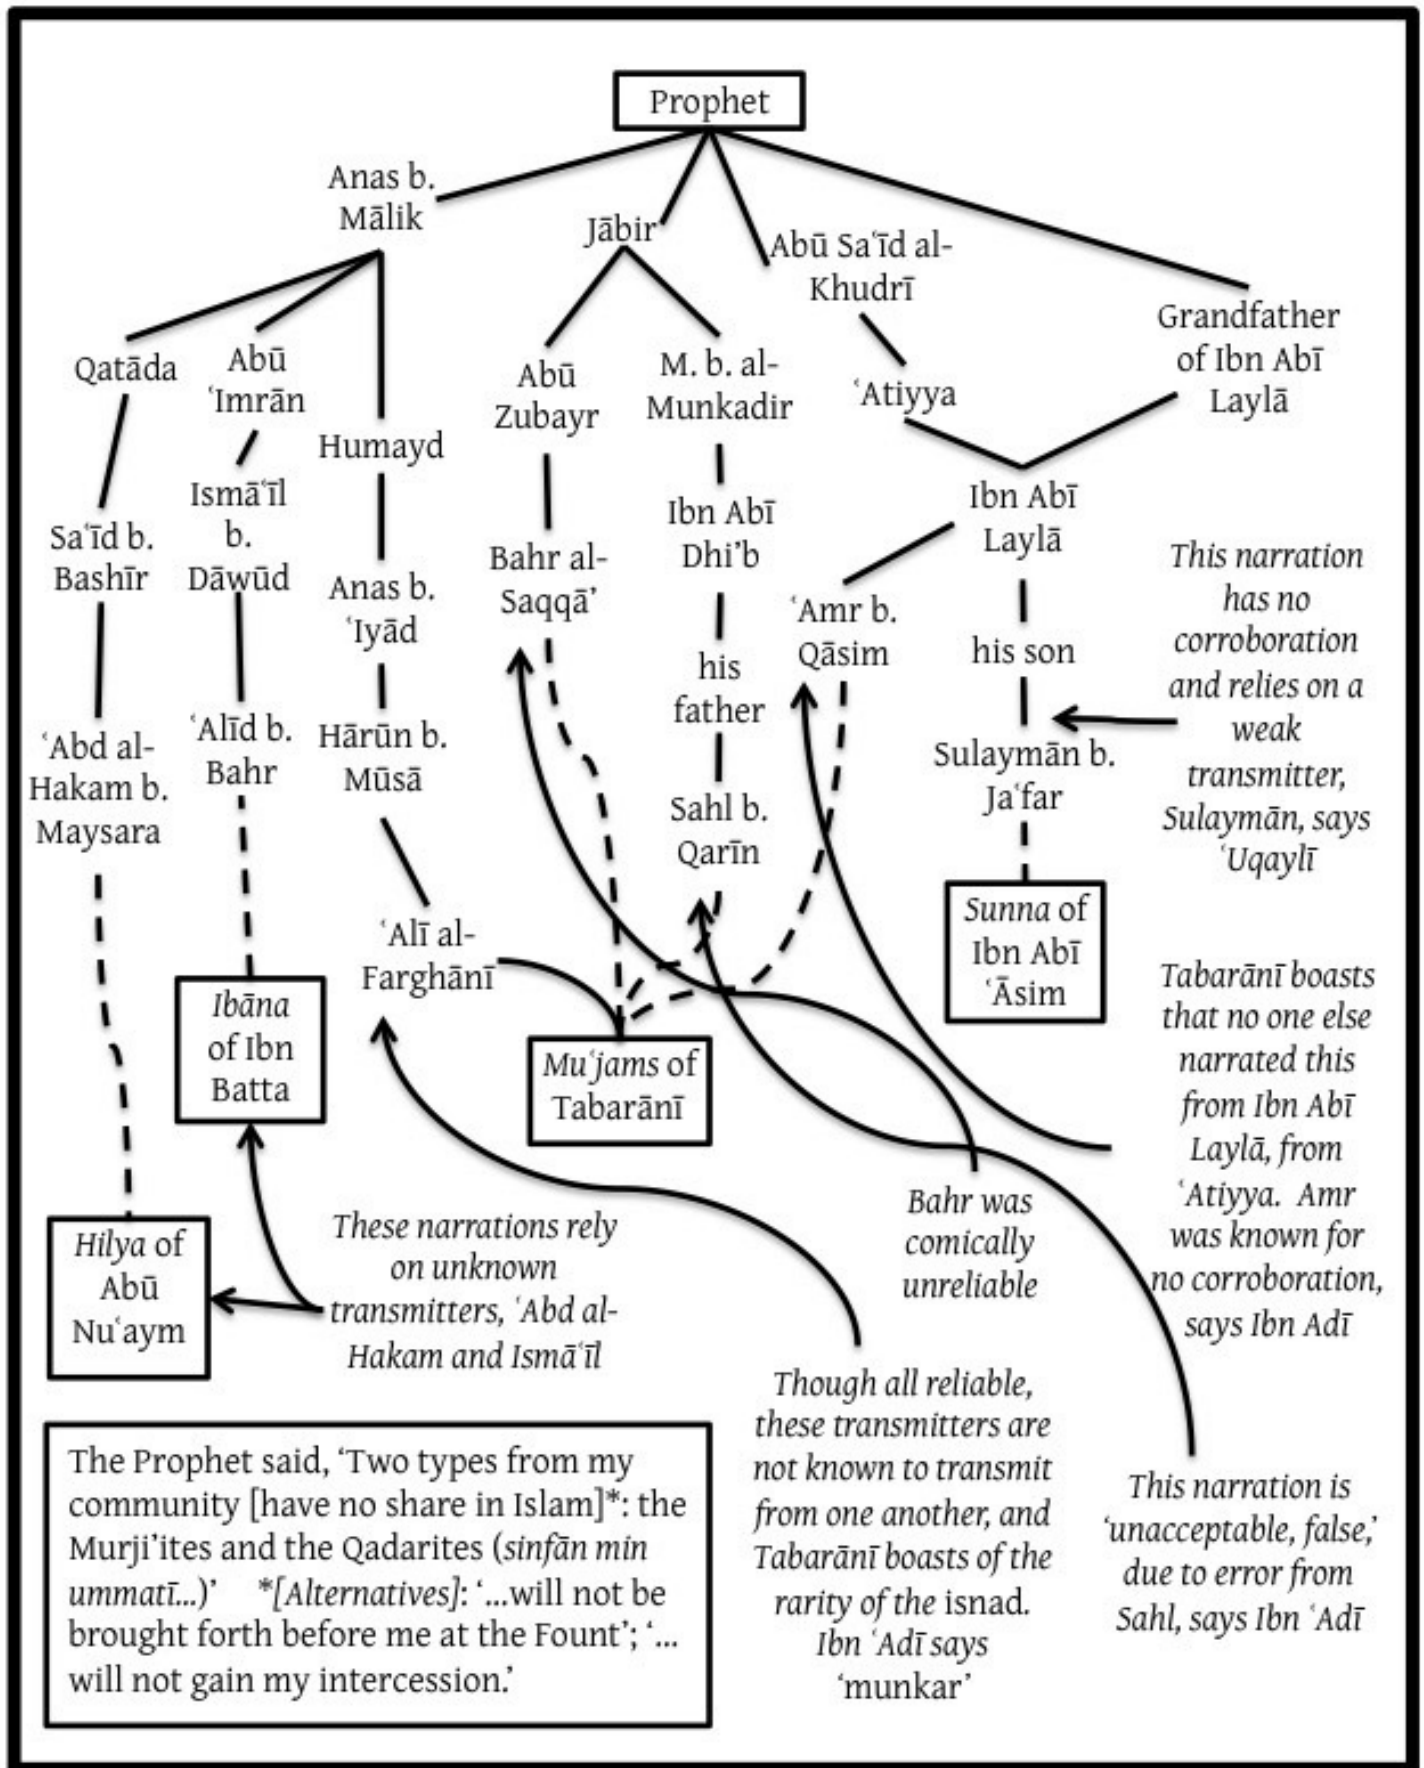 Prophet
Anas b.
Mālik
Jābir
Abū Saʿīd al-
Khudrī
Grandfather
of Ibn Abī
Laylā
Qatāda
Abū
ʿImrān
Humayd
Abū
Zubayr
M. b. al-
Munkadir
ʿAtiyya
Saʿīd b.
Bashīr
Ismāʿīl
b.
Dāwūd
Anas b.
ʿIyād
Bahr al-
Saqqā’
Ibn Abī
Dhi’b
Ibn Abī
Laylā
ʿAmr b.
Qāsim
his son
his
father
ʿAbd al-
Hakam b.
Maysara
ʿAlīd b.
Bahr
Hārūn b.
Mūsā
Sahl b.
Qarīn
Sulaymān b.
Jaʿfar
This narration
has no
corroboration
and relies on a
weak
transmitter,
Sulaymān, says
ʿUqaylī
ʿAlī al-
Farghānī
Sunna of
Ibn Abī
ʿĀsim
Ibāna
of Ibn
Batta
Muʿjams of
Tabarānī
Hilya of
Abū
Nuʿaym
These narrations rely
on unknown
transmitters, ʿAbd al-
Hakam and Ismāʿīl
Bahr was
comically
unreliable
Tabarānī boasts
that no one else
narrated this
from Ibn Abī
Laylā, from
ʿAtiyya. Amr
was known for
no corroboration,
says Ibn Adī
Though all reliable,
these transmitters are
not known to transmit
from one another, and
Tabarānī boasts of the
rarity of the isnad.
Ibn ʿAdī says
‘munkar’
This narration is
‘unacceptable, false,’
due to error from
Sahl, says Ibn ʿAdī
The Prophet said, ‘Two types from my
community [have no share in Islam]*: the
Murji’ites and the Qadarites (sinfān min
ummatī...)’ *[Alternatives]: ‘...will not be
brought forth before me at the Fount’; ‘...
will not gain my intercession.’